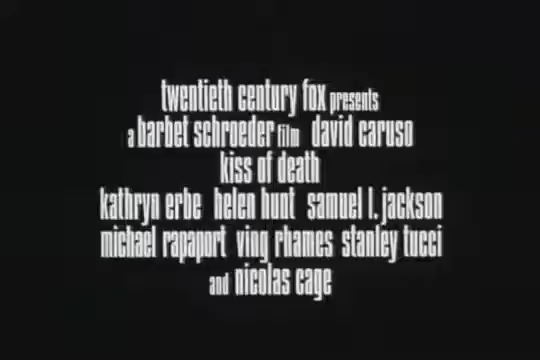 twentieth century fox presents
a barbet schroeder film david caruso
kiss of death
kathryn erbe helen hunt samuel l. jackson
michael rapaport ving rhames stanley tucci
and nicolas cage